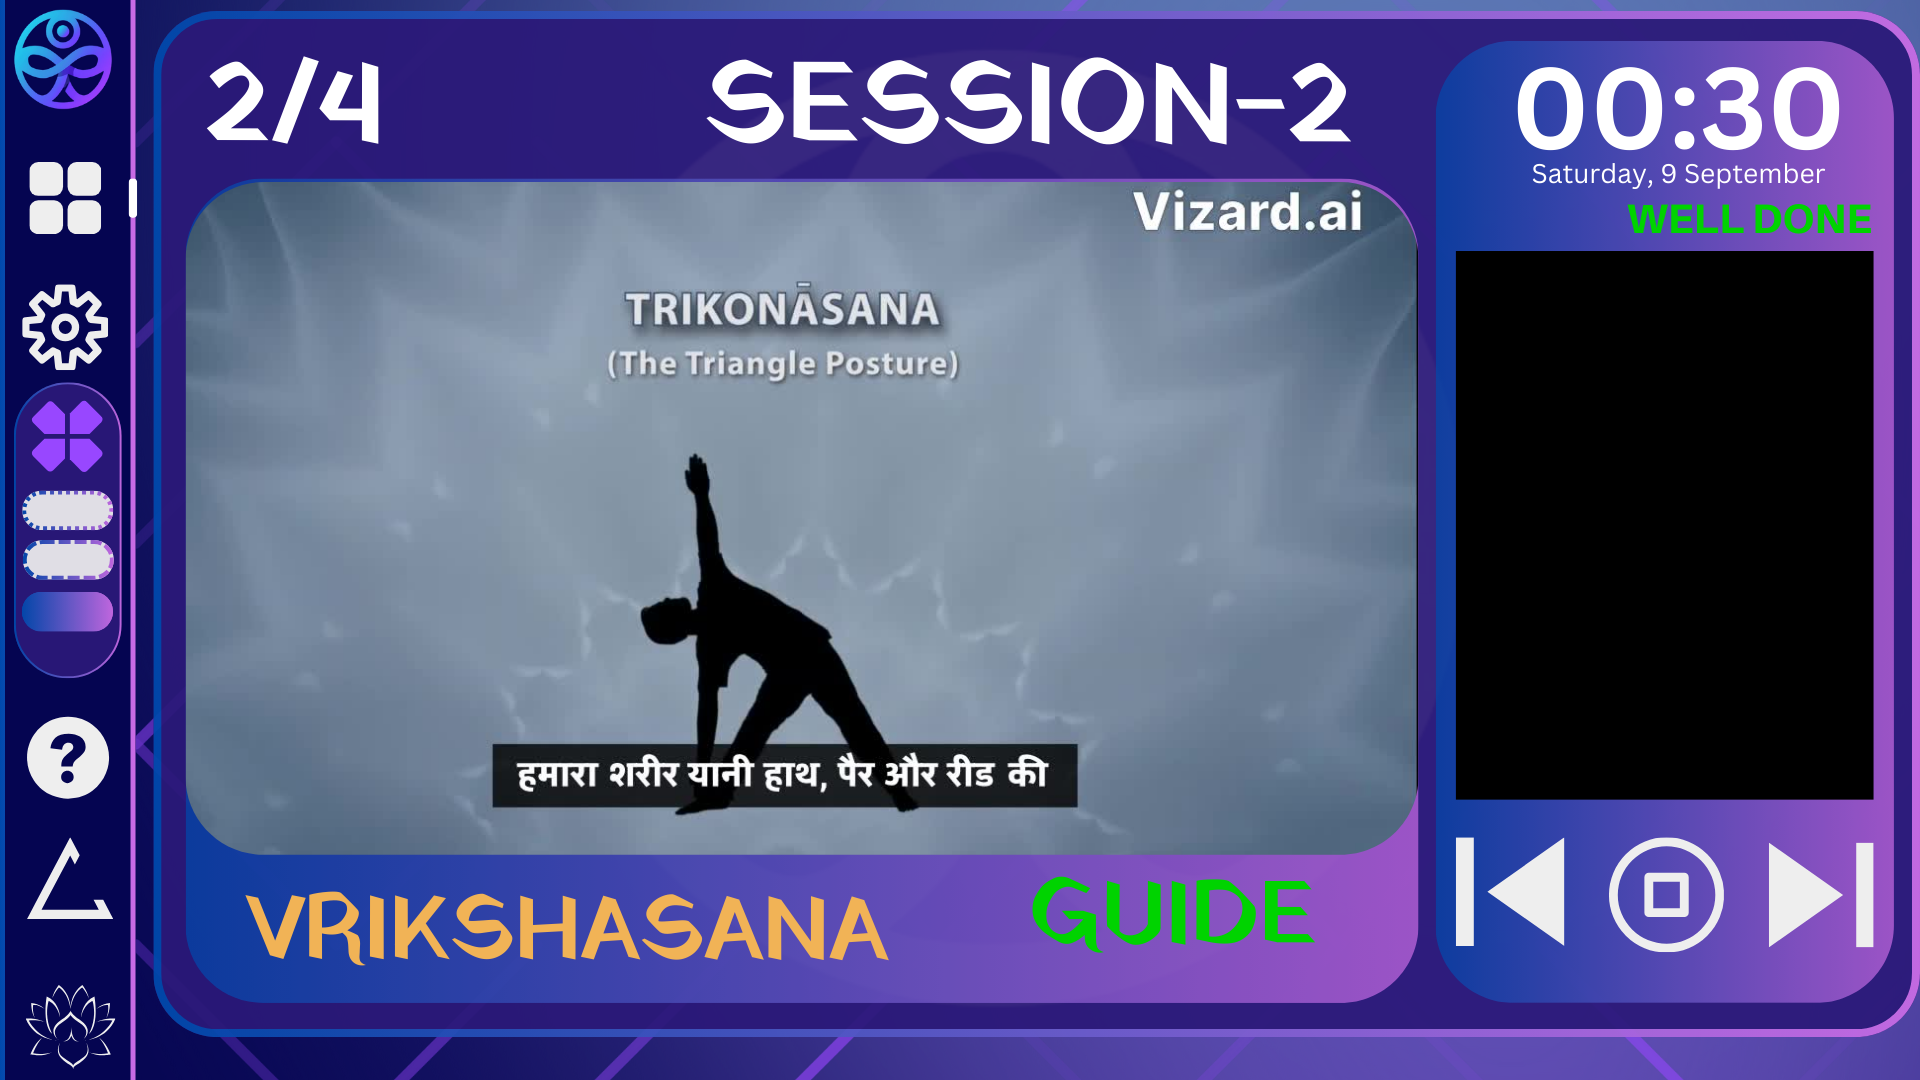 2/4
SESSION-2
00:30
Saturday, 9 September
WELL DONE
Vizard.ai
TRIKONĀSANA
(The Triangle Posture)
हमारा शरीर यानी हाथ, पैर और रीड की
VRIKSHASANA
GUIDE
?